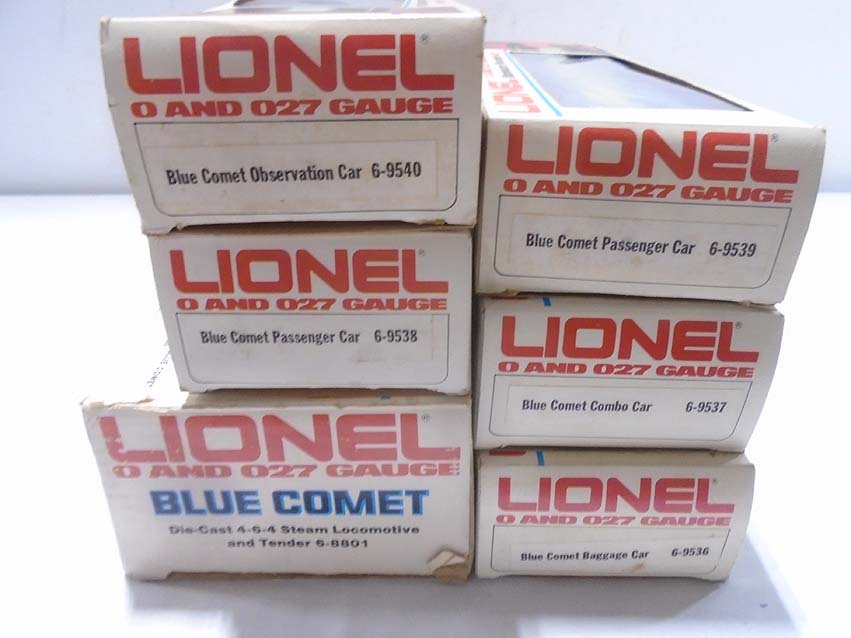 LIONEL
O AND O27 GAUGE
Blue Comet Observation Car 6-9540
LIONEL
O AND O27 GAUGE
Blue Comet Passenger Car 6-9538
LIONEL
O AND O27 GAUGE
BLUE COMET
Die-Cast 4-6-4 Steam Locomotive
and Tender 6-8801
LIONEL
LIONEL
O AND O27 GAUGE
Blue Comet Passenger Car 6-9539
LIONEL
O AND O27 GAUGE
Blue Comet Combo Car 6-9537
LIONEL
O AND O27 GAUGE
Blue Comet Baggage Car 6-9536